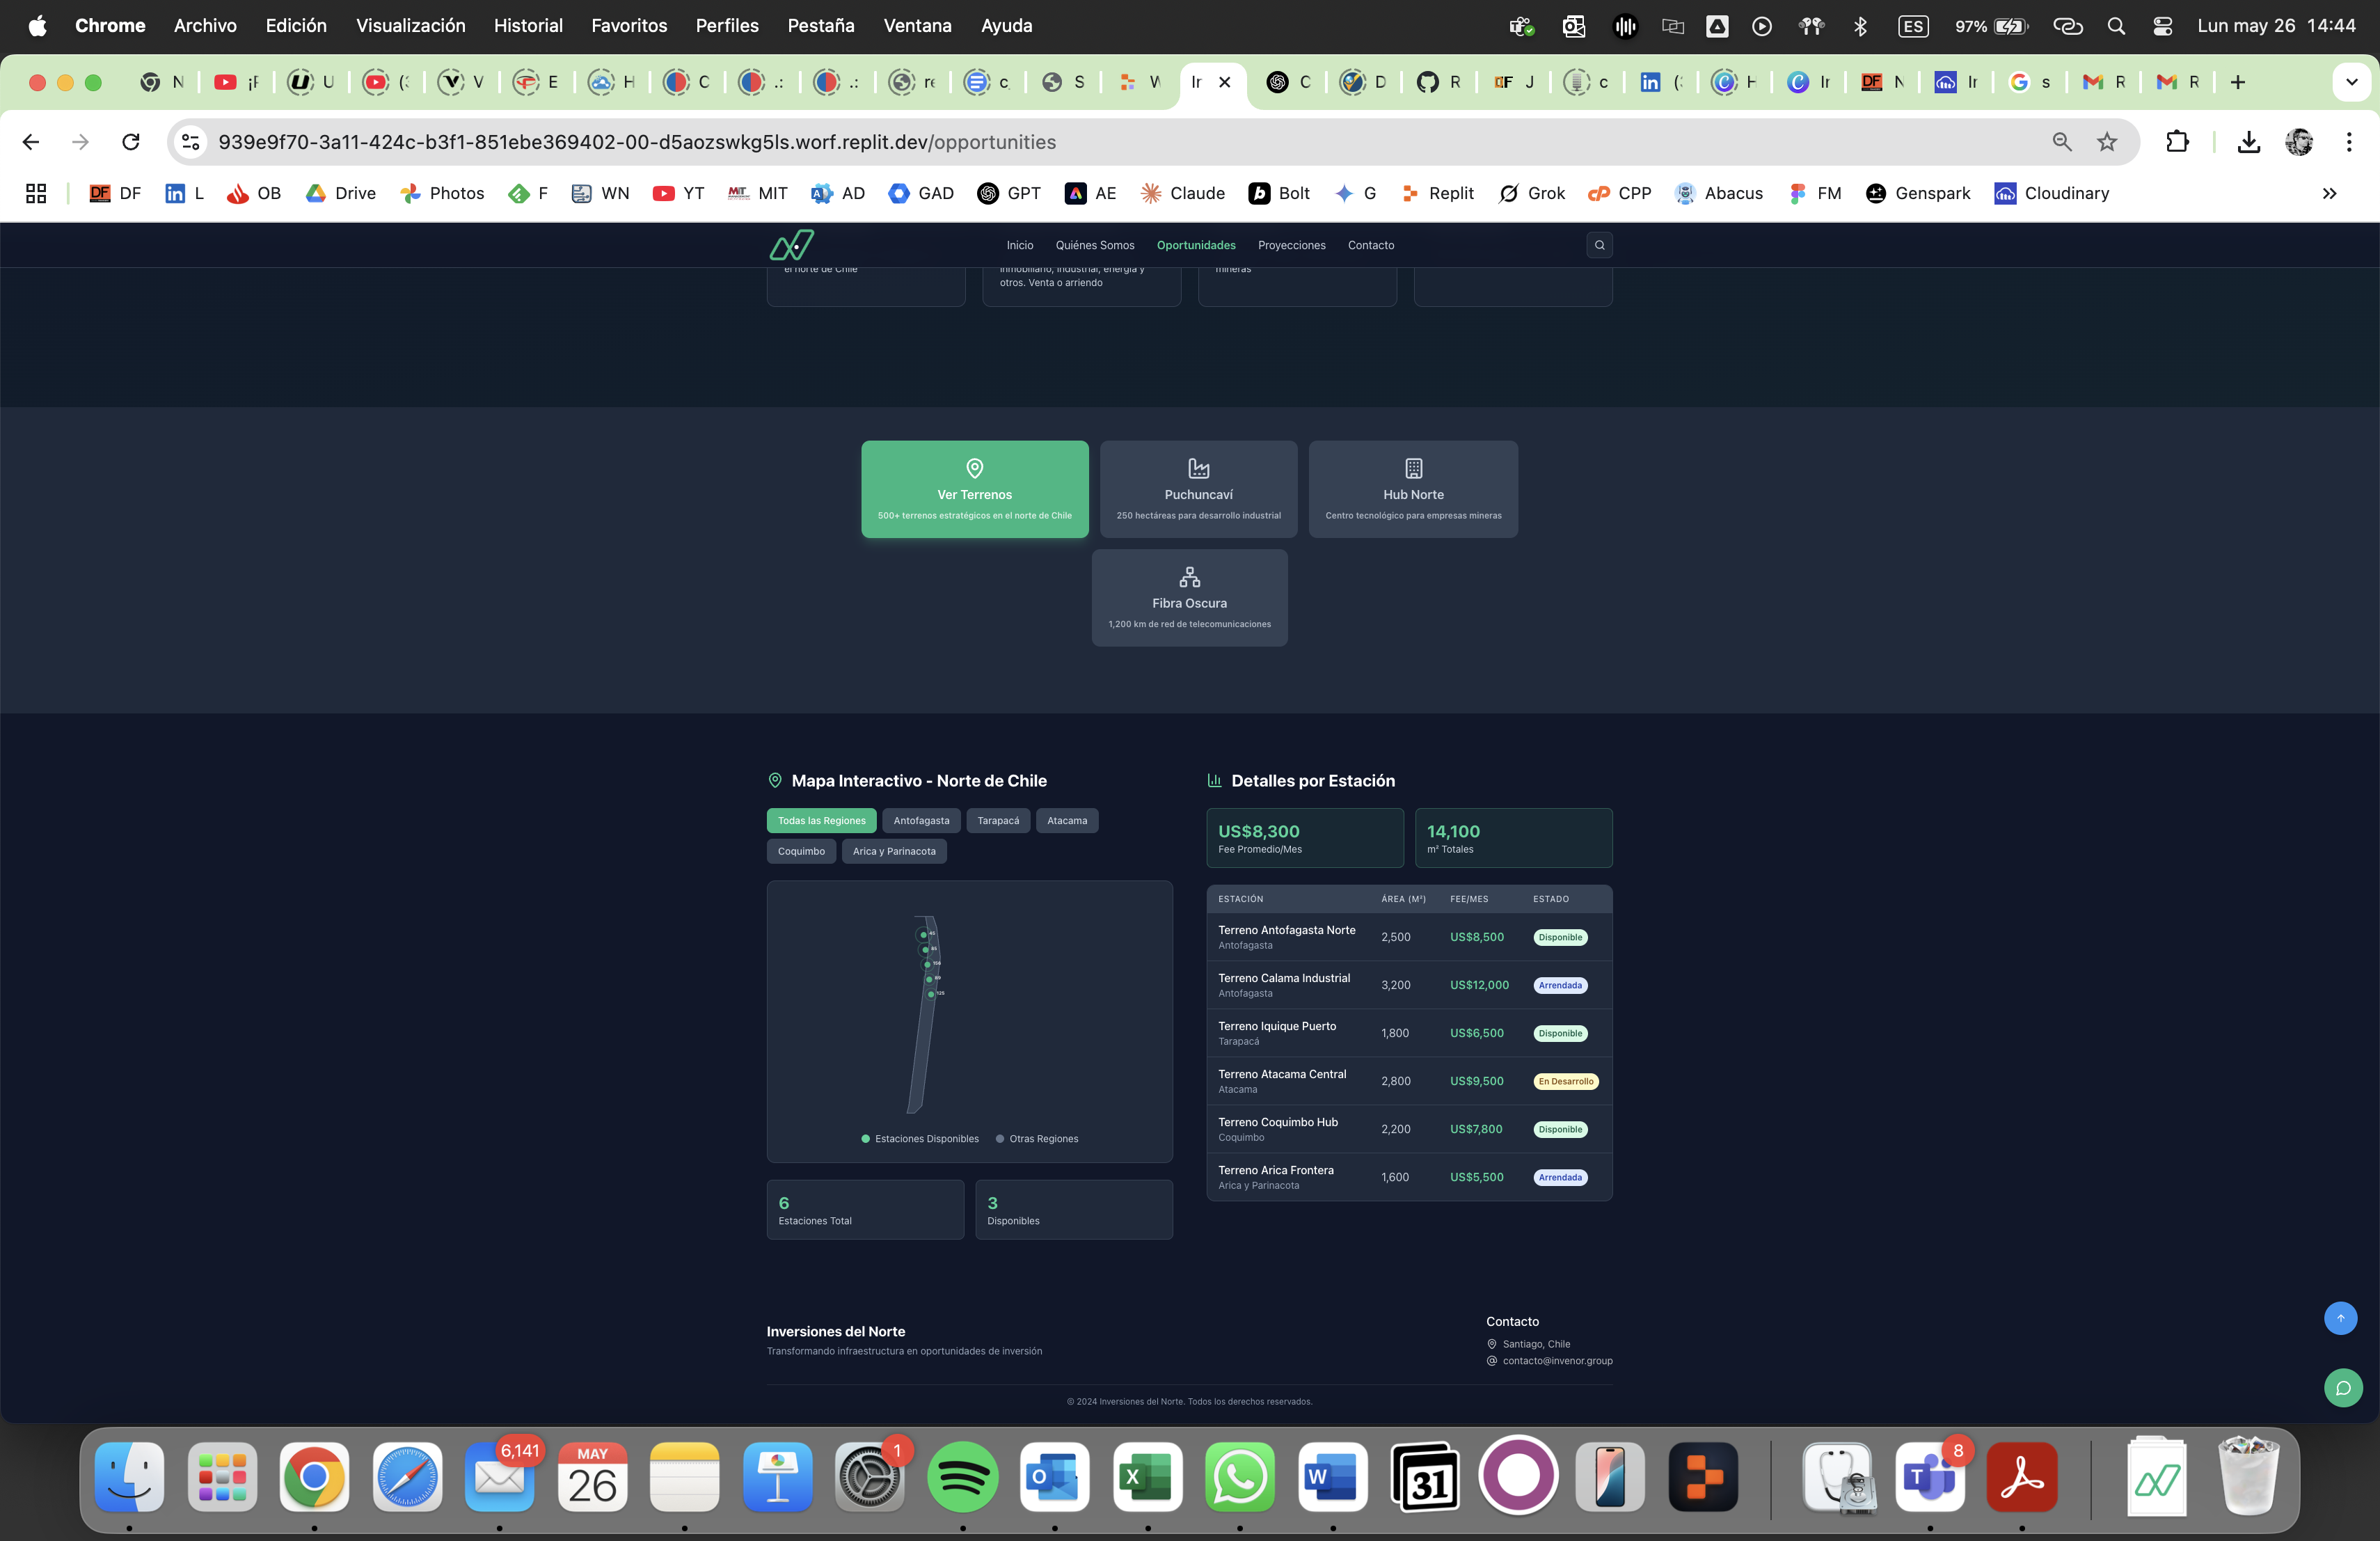 Chrome Archivo Edición Visualización Historial Favoritos Perfiles Pestaña Ventana Ayuda ES 97% Lun may 26 14:44
939e9f70-3a11-424c-b3f1-851ebe369402-00-d5aozswkg5ls.worf.replit.dev/opportunities
DF L OB Drive Photos F WN YT MIT AD GAD GPT AE Claude Bolt G Replit Grok CPP Abacus FM Genspark Cloudinary
Inicio Quiénes Somos Oportunidades Proyecciones Contacto
el norte de Chile
inmobiliario, industrial, energía y
otros. Venta o arriendo
mineras
Ver Terrenos
500+ terrenos estratégicos en el norte de Chile
Puchuncaví
250 hectáreas para desarrollo industrial
Hub Norte
Centro tecnológico para empresas mineras
Fibra Oscura
1,200 km de red de telecomunicaciones
Mapa Interactivo - Norte de Chile
Todas las Regiones Antofagasta Tarapacá Atacama
Coquimbo Arica y Parinacota
Estaciones Disponibles Otras Regiones
6
Estaciones Total
3
Disponibles
Detalles por Estación
US$8,300
Fee Promedio/Mes
14,100
m² Totales
ESTACIÓN ÁREA (M²) FEE/MES ESTADO
Terreno Antofagasta Norte
Antofagasta
2,500 US$8,500 Disponible
Terreno Calama Industrial
Antofagasta
3,200 US$12,000 Arrendada
Terreno Iquique Puerto
Tarapacá
1,800 US$6,500 Disponible
Terreno Atacama Central
Atacama
2,800 US$9,500 En Desarrollo
Terreno Coquimbo Hub
Coquimbo
2,200 US$7,800 Disponible
Terreno Arica Frontera
Arica y Parinacota
1,600 US$5,500 Arrendada
Inversiones del Norte
Transformando infraestructura en oportunidades de inversión
Contacto
Santiago, Chile
contacto@invenor.group
© 2024 Inversiones del Norte. Todos los derechos reservados.
6,141
MAY
26
1
31
8